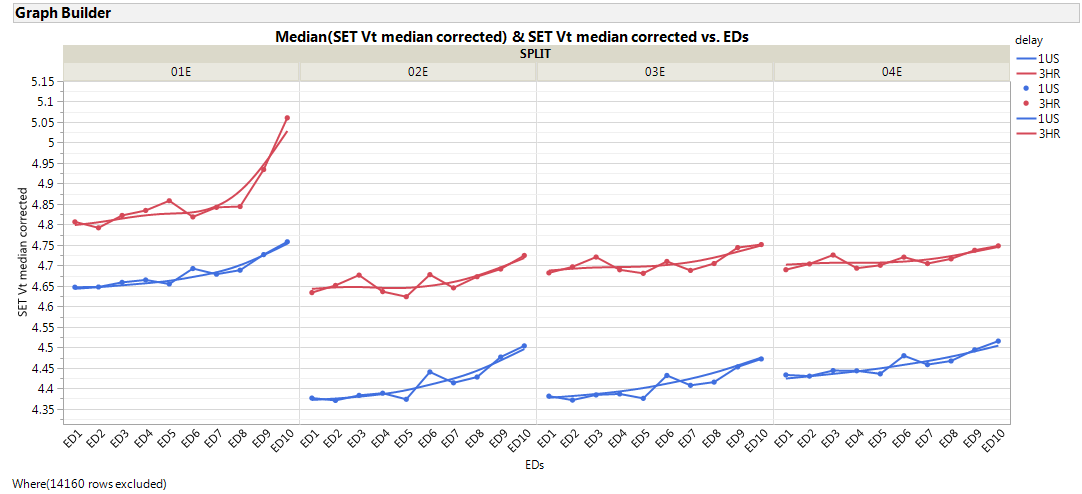 Graph Builder
Median(SET Vt median corrected) & SET Vt median corrected vs. EDs
SPLIT
01E 02E 03E 04E
delay
1US
3HR
1US
3HR
1US
3HR
SET Vt median corrected
5.15
5.1
5.05
5
4.95
4.9
4.85
4.8
4.75
4.7
4.65
4.6
4.55
4.5
4.45
4.4
4.35
ED1 ED2 ED3 ED4 ED5 ED6 ED7 ED8 ED9 ED10 ED1 ED2 ED3 ED4 ED5 ED6 ED7 ED8 ED9 ED10 ED1 ED2 ED3 ED4 ED5 ED6 ED7 ED8 ED9 ED10 ED1 ED2 ED3 ED4 ED5 ED6 ED7 ED8 ED9 ED10
EDs
Where(14160 rows excluded)